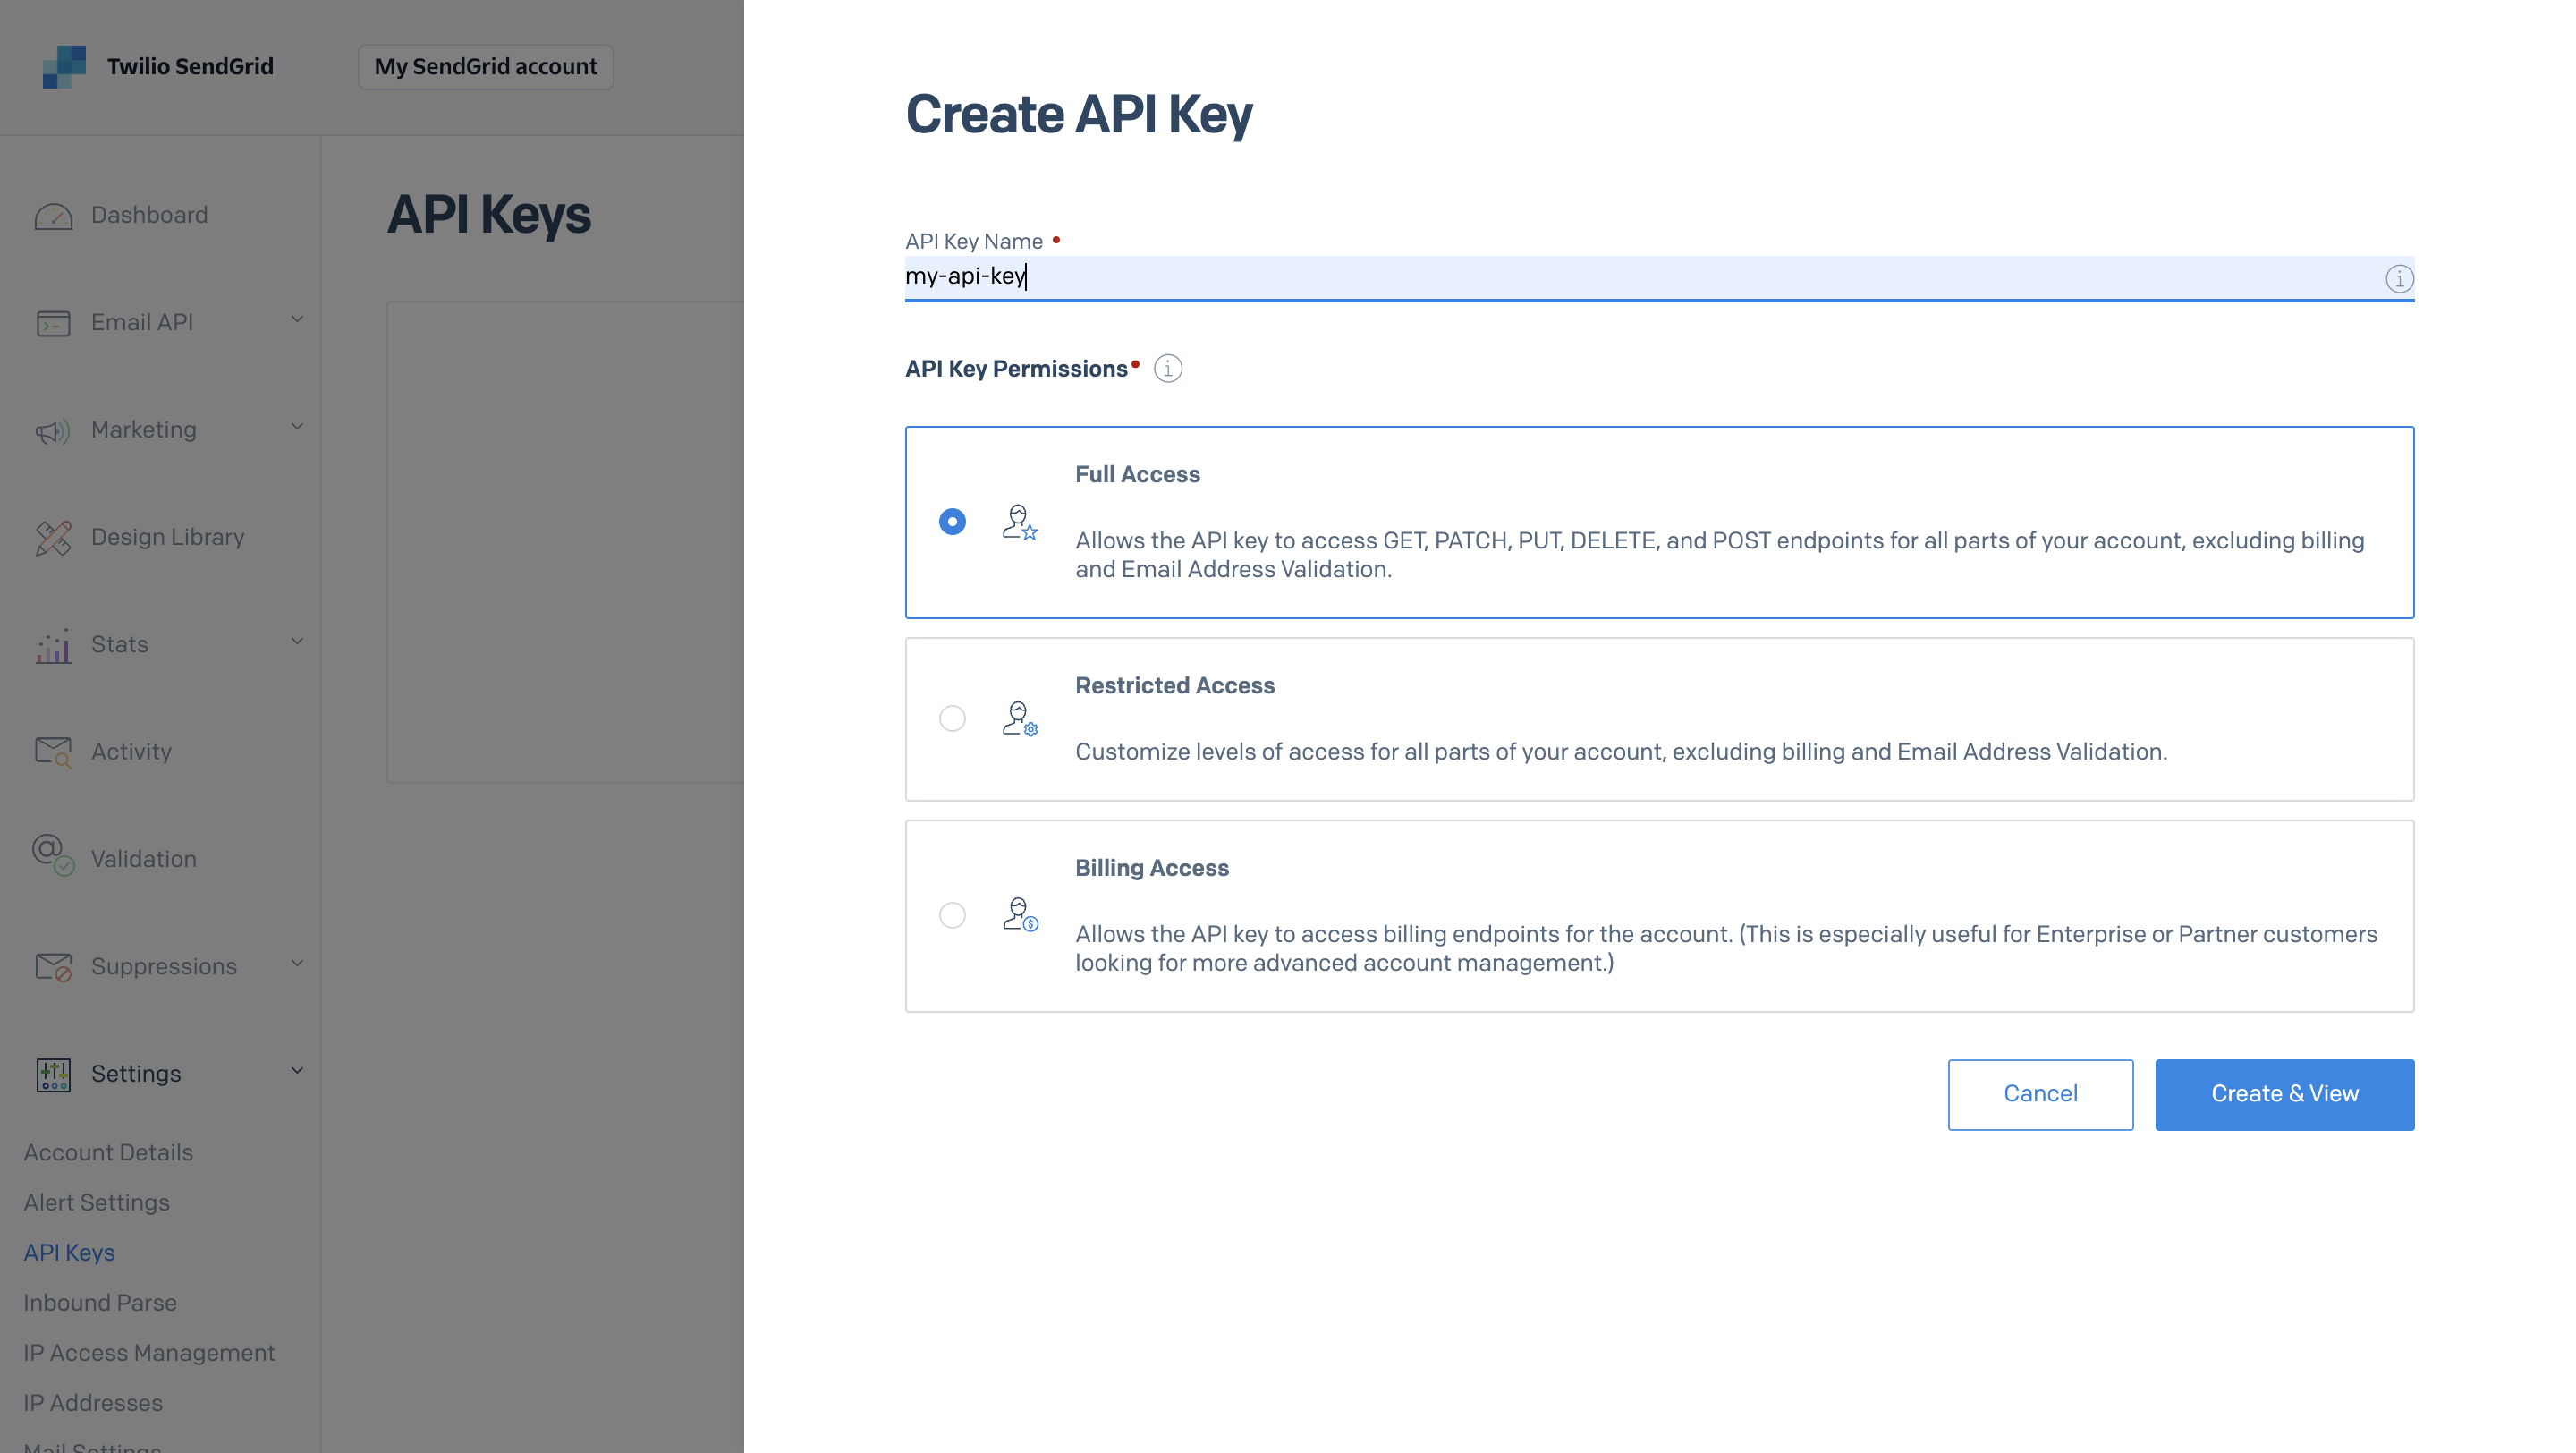 Twilio SendGrid
My SendGrid account
Dashboard
Email API
Marketing
Design Library
Stats
Activity
Validation
Suppressions
Settings
Account Details
Alert Settings
API Keys
Inbound Parse
IP Access Management
IP Addresses
Mail Settings
API Keys
Create API Key
API Key Name
my-api-key
API Key Permissions
Full Access
Allows the API key to access GET, PATCH, PUT, DELETE, and POST endpoints for all parts of your account, excluding billing
and Email Address Validation.
Restricted Access
Customize levels of access for all parts of your account, excluding billing and Email Address Validation.
Billing Access
Allows the API key to access billing endpoints for the account. (This is especially useful for Enterprise or Partner customers
looking for more advanced account management.)
Cancel
Create & View